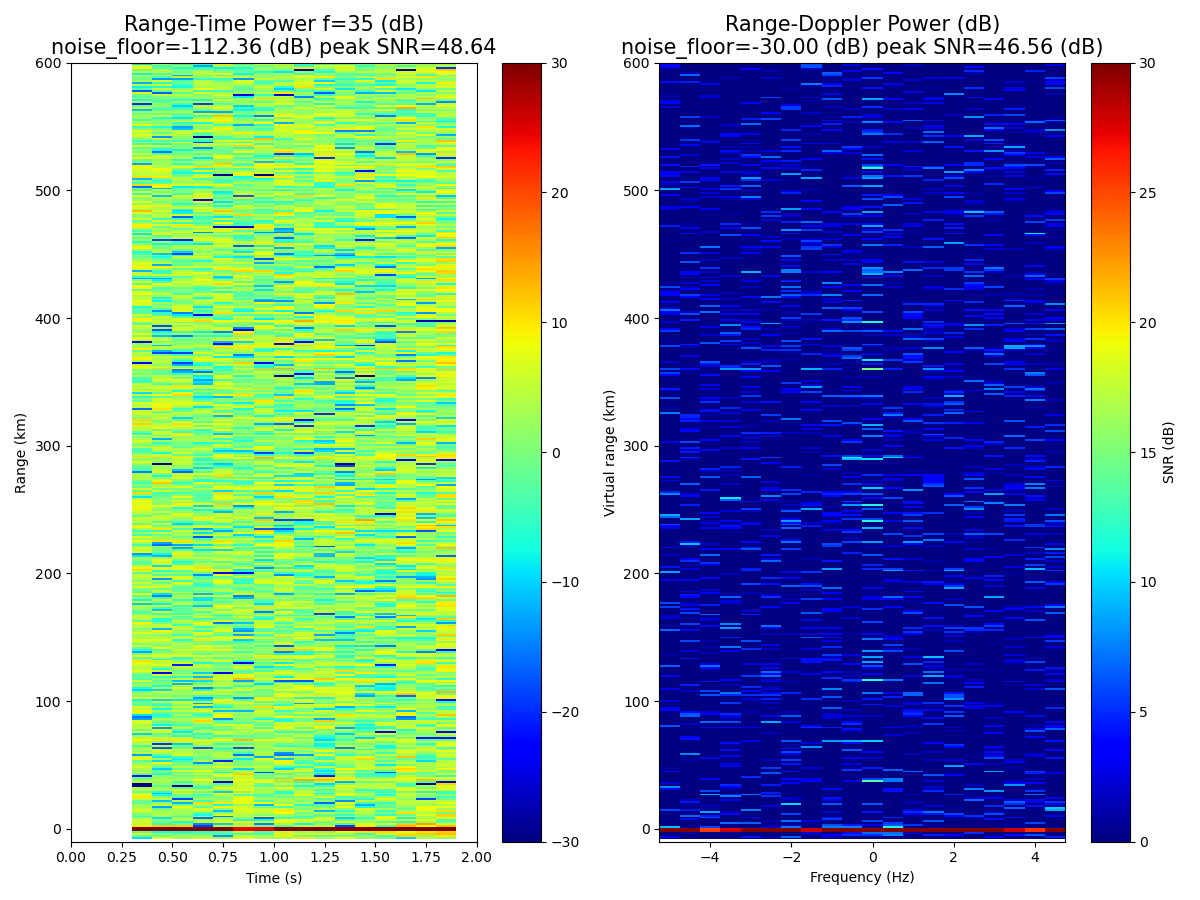 Range-Time Power f=35 (dB)
noise_floor=-112.36 (dB) peak SNR=48.64
Range (km)
600
500
400
300
200
100
0
0.00 0.25 0.50 0.75 1.00 1.25 1.50 1.75 2.00
Time (s)
30
20
10
0
−10
−20
−30
Range-Doppler Power (dB)
noise_floor=-30.00 (dB) peak SNR=46.56 (dB)
Virtual range (km)
600
500
400
300
200
100
0
−4 −2 0 2 4
Frequency (Hz)
30
25
20
15
10
5
0
SNR (dB)